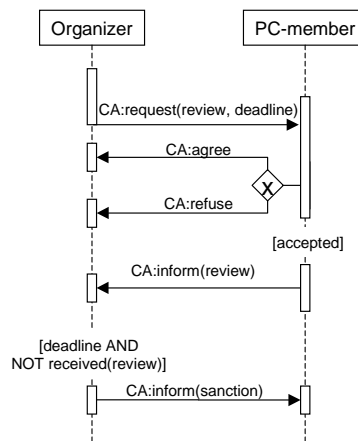 Organizer
PC-member
CA:request(review, deadline)
CA:agree
X
CA:refuse
[accepted]
CA:inform(review)
[deadline AND
NOT received(review)]
CA:inform(sanction)